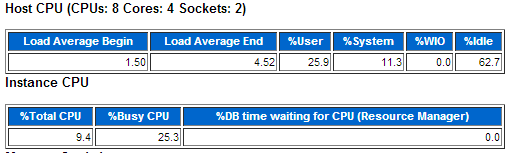 Host CPU (CPUs: 8 Cores: 4 Sockets: 2)
Load Average Begin Load Average End %User %System %WIO %Idle
1.50 4.52 25.9 11.3 0.0 62.7
Instance CPU
%Total CPU %Busy CPU %DB time waiting for CPU (Resource Manager)
9.4 25.3 0.0